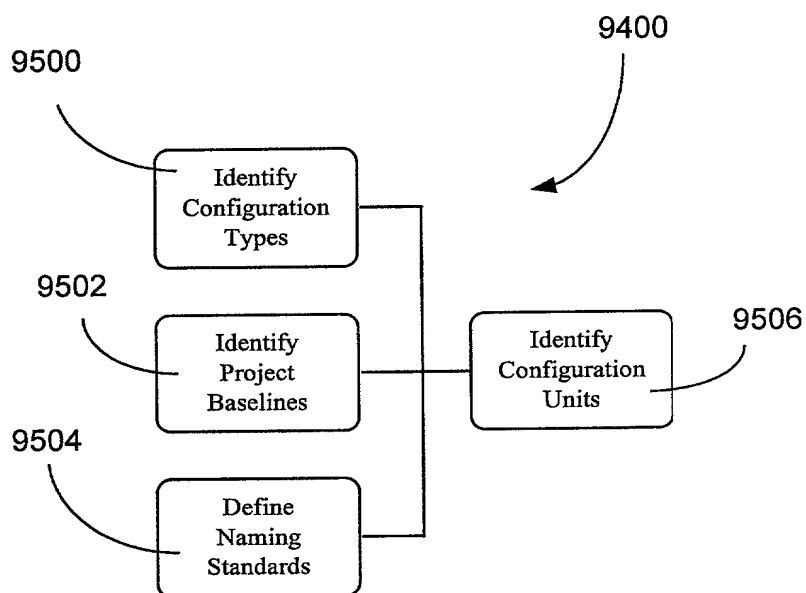 9400
9500
Identify
Configuration
Types
9502
Identify
Project
Baselines
9506
Identify
Configuration
Units
9504
Define
Naming
Standards